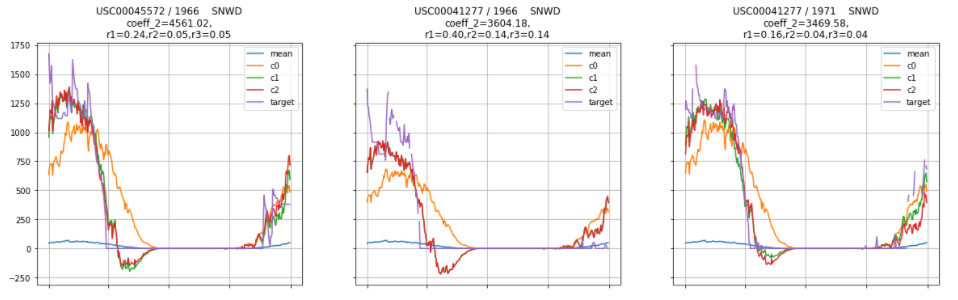 USC00045572 / 1966 SNWD
coeff_2=4561.02,
r1=0.24,r2=0.05,r3=0.05
1750
1500
1250
1000
750
500
250
0
−250
mean
c0
c1
c2
target
USC00041277 / 1966 SNWD
coeff_2=3604.18,
r1=0.40,r2=0.14,r3=0.14
mean
c0
c1
c2
target
USC00041277 / 1971 SNWD
coeff_2=3469.58,
r1=0.16,r2=0.04,r3=0.04
mean
c0
c1
c2
target